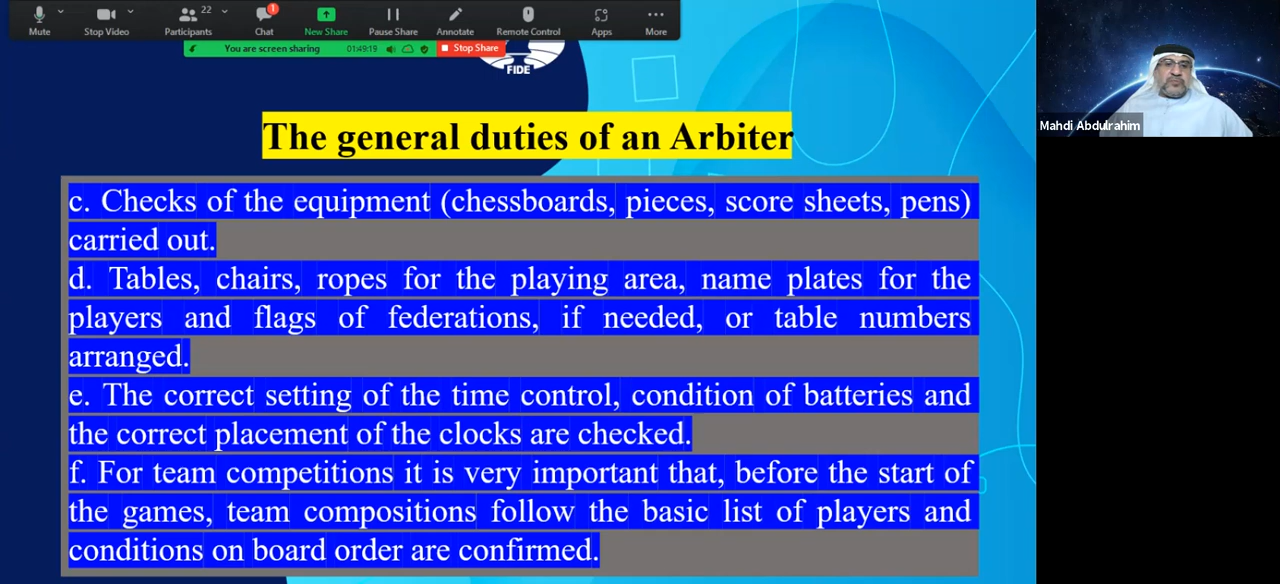 22
1
Mute
Stop Video
Participants
Chat
New Share
Pause Share
Annotate
Remote Control
Apps
More
You are screen sharing
01:49:19
Stop Share
FIDE
Mahdi Abdulrahim
The general duties of an Arbiter
c. Checks of the equipment (chessboards, pieces, score sheets, pens)
carried out.
d. Tables, chairs, ropes for the playing area, name plates for the
players and flags of federations, if needed, or table numbers
arranged.
e. The correct setting of the time control, condition of batteries and
the correct placement of the clocks are checked.
f. For team competitions it is very important that, before the start of
the games, team compositions follow the basic list of players and
conditions on board order are confirmed.